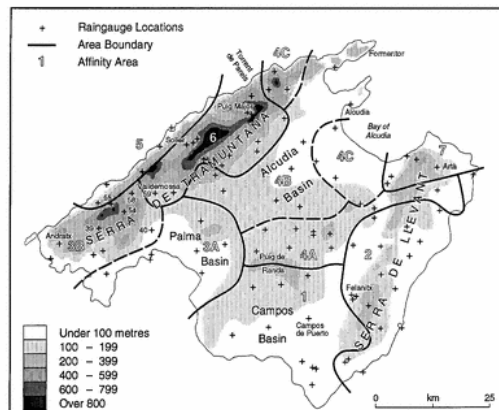 + Raingauge Locations
Area Boundary
1 Affinity Area
Torrent
de Pareis
4C
Formentor
Puig Major
5
Soller
6
Alcudia
Bay of
Alcudia
Alcudia
Basin
4C
7
Arta
4B
Valdemossa
SERRA DE TRAMUNTANA
Andratx
3B
40
Palma
Basin
3A
4A
Puig de
Randa
2
SERRA DE LLEVANT
Felanitx
1
Campos
Basin
Campos
de Puerto
Under 100 metres
100 - 199
200 - 399
400 - 599
600 - 799
Over 800
0 km 25